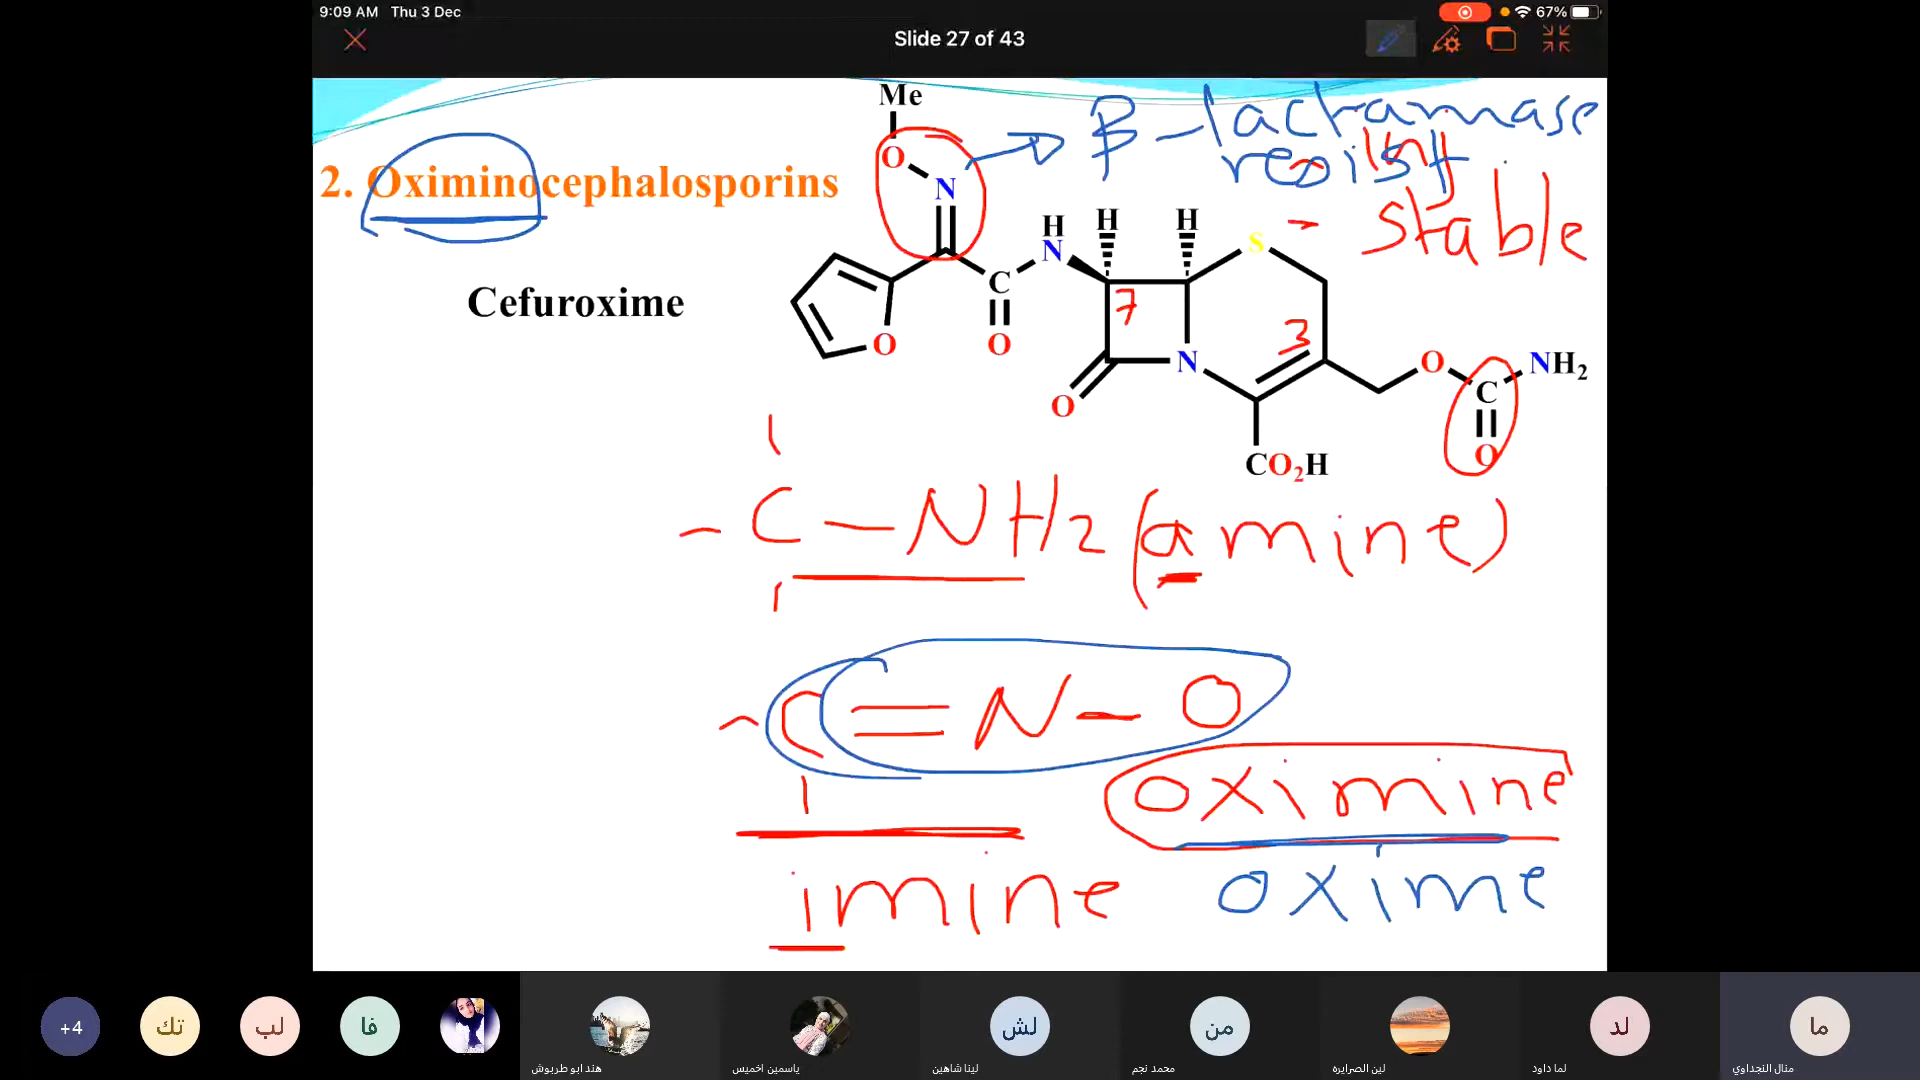 9:09 AM Thu 3 Dec
67%
Slide 27 of 43
Me
β-lactamase
resist
ing
- stable
2. Oximinocephalosporins
O
N
H
N
H
H
S
Cefuroxime
C
O
O
7
3
N
O
O
C
NH2
O
CO2H
- C - NH2 (amine)
- C = N - O
oximine
imine
oxime
+4
تك
لب
فا
لش
من
لد
ما
هند ابو طربوش
ياسمين اخميس
لينا شاهين
محمد نجم
لين الصرايره
لما داود
منال النجداوي